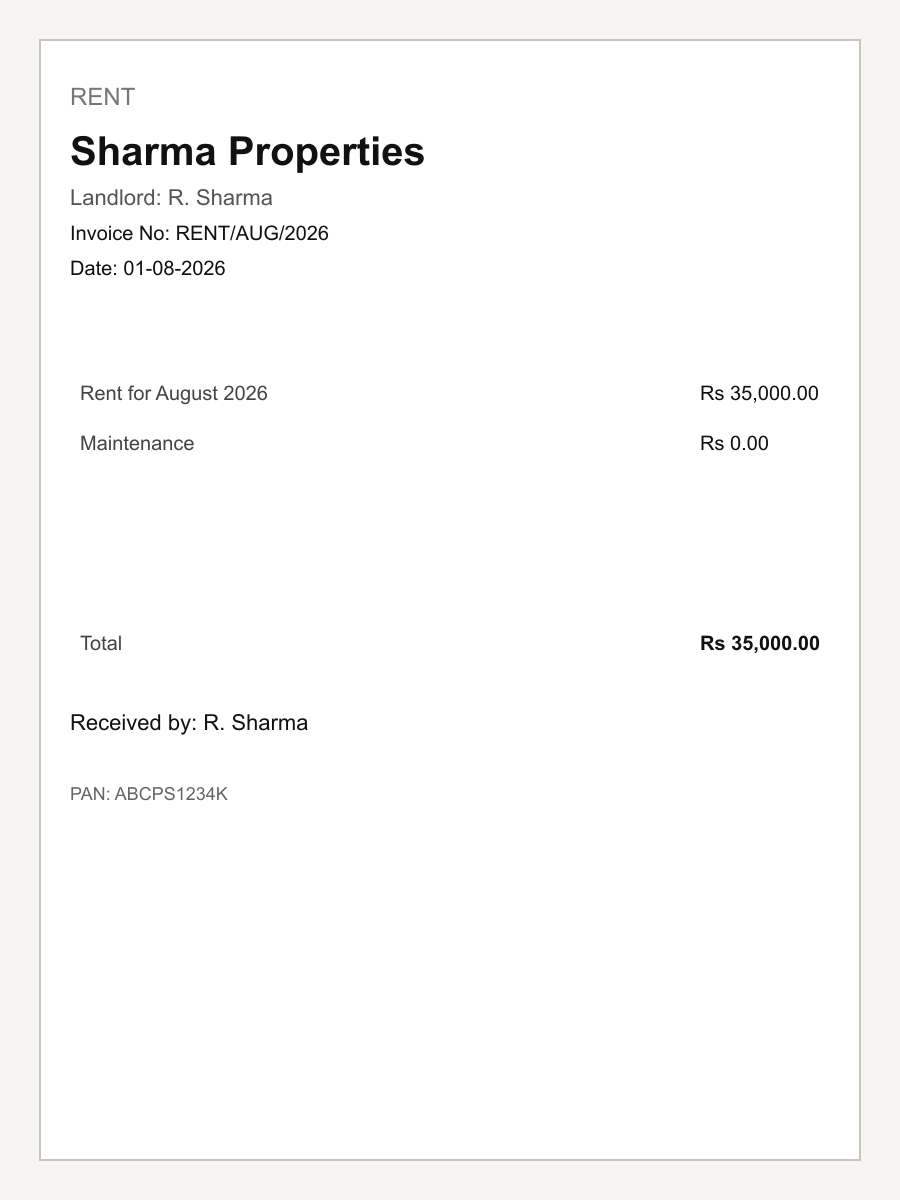 RENT
Sharma Properties
Landlord: R. Sharma
Invoice No: RENT/AUG/2026
Date: 01-08-2026
Rent for August 2026 Rs 35,000.00
Maintenance Rs 0.00
Total Rs 35,000.00
Received by: R. Sharma
PAN: ABCPS1234K